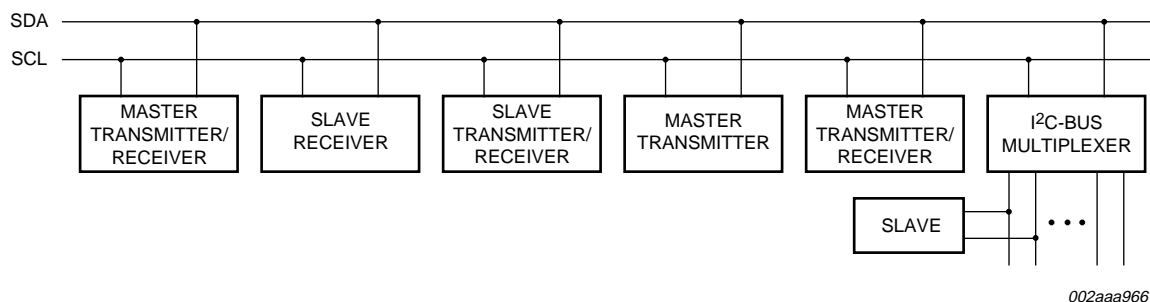 SDA
SCL
MASTER
TRANSMITTER/
RECEIVER
SLAVE
RECEIVER
SLAVE
TRANSMITTER/
RECEIVER
MASTER
TRANSMITTER
MASTER
TRANSMITTER/
RECEIVER
I²C-BUS
MULTIPLEXER
SLAVE
002aaa966